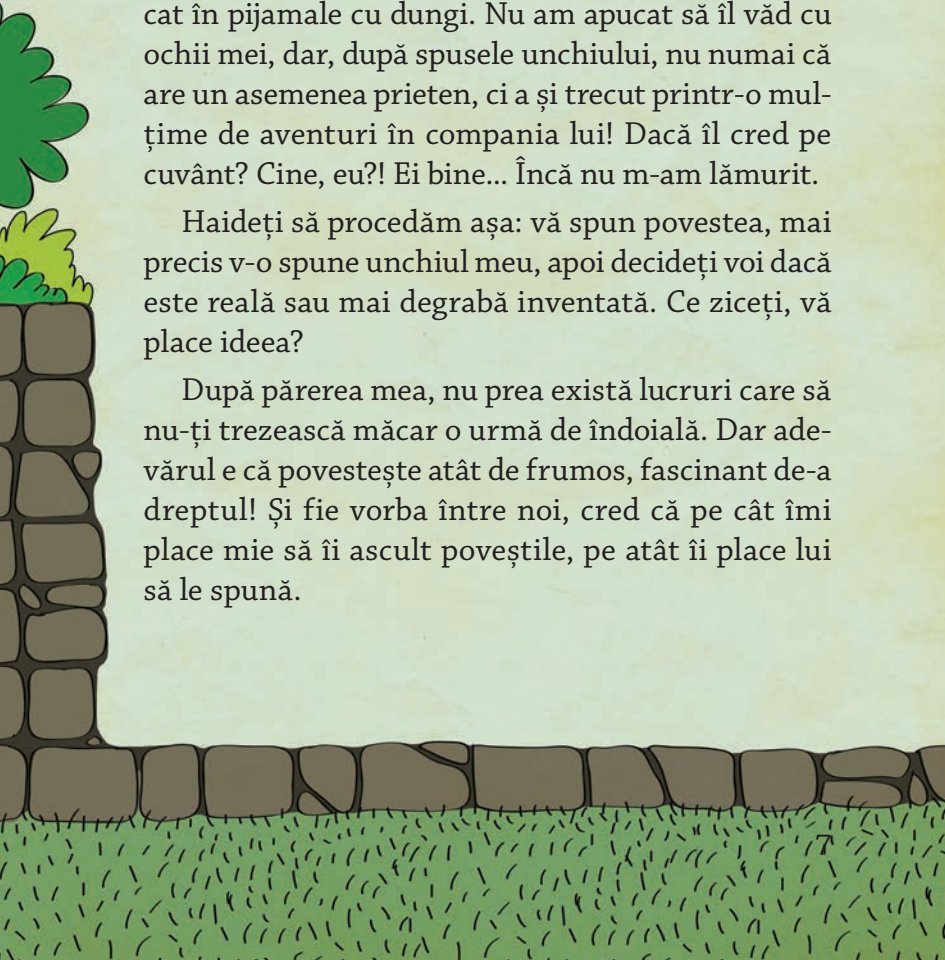 cat în pijamale cu dungi. Nu am apucat să îl văd cu
ochii mei, dar, după spusele unchiului, nu numai că
are un asemenea prieten, ci a și trecut printr-o mul-
țime de aventuri în compania lui! Dacă îl cred pe
cuvânt? Cine, eu?! Ei bine... Încă nu m-am lămurit.
Haideți să procedăm așa: vă spun povestea, mai
precis v-o spune unchiul meu, apoi decideți voi dacă
este reală sau mai degrabă inventată. Ce ziceți, vă
place ideea?
După părerea mea, nu prea există lucruri care să
nu-ți trezească măcar o urmă de îndoială. Dar ade-
vărul e că povestește atât de frumos, fascinant de-a
dreptul! Și fie vorba între noi, cred că pe cât îmi
place mie să îi ascult poveștile, pe atât îi place lui
să le spună.
7